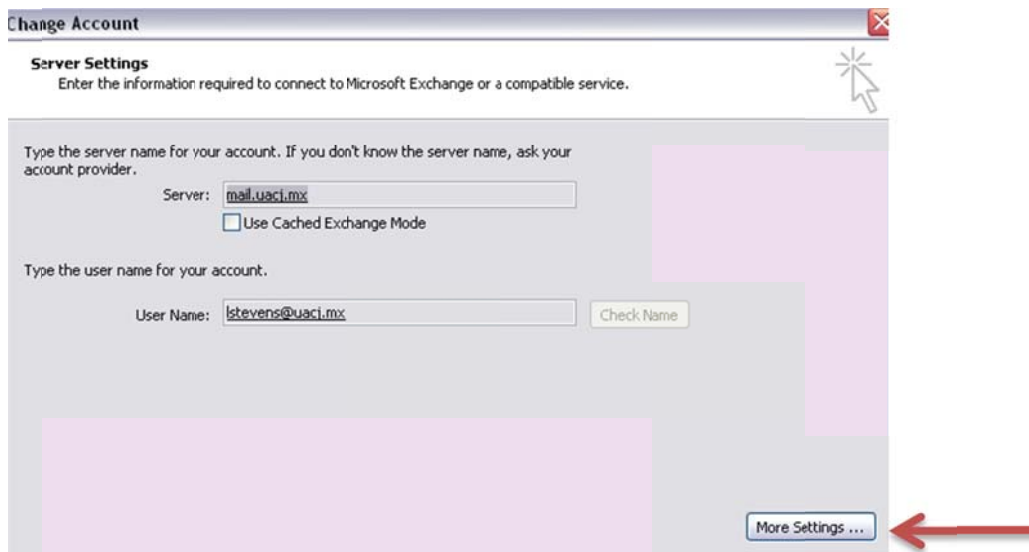 Change Account
Server Settings
Enter the information required to connect to Microsoft Exchange or a compatible service.
Type the server name for your account. If you don't know the server name, ask your
account provider.
Server: mail.uacj.mx
Use Cached Exchange Mode
Type the user name for your account.
User Name: lstevens@uacj.mx Check Name
More Settings ...